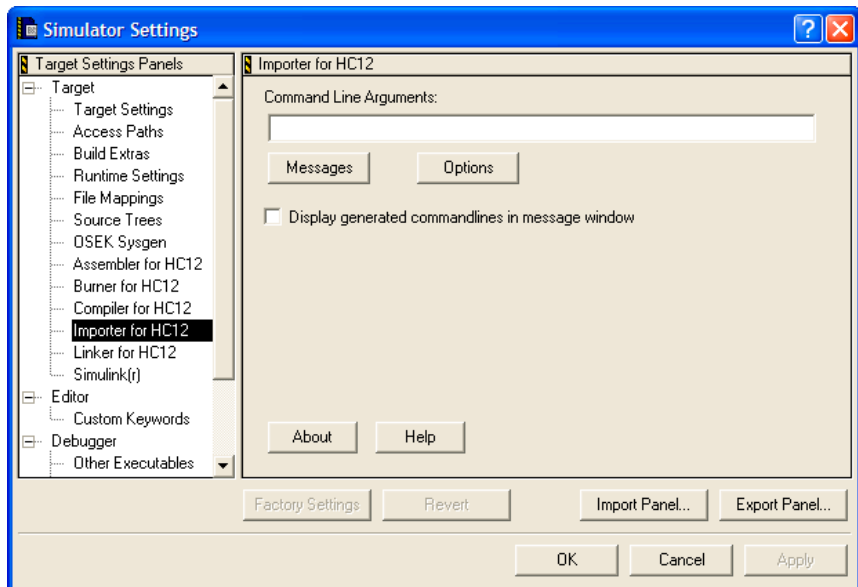 Simulator Settings
Target Settings Panels
Target
Target Settings
Access Paths
Build Extras
Runtime Settings
File Mappings
Source Trees
OSEK Sysgen
Assembler for HC12
Burner for HC12
Compiler for HC12
Importer for HC12
Linker for HC12
Simulink(r)
Editor
Custom Keywords
Debugger
Other Executables
Importer for HC12
Command Line Arguments:
Messages Options
Display generated commandlines in message window
About Help
Factory Settings Revert Import Panel... Export Panel...
OK Cancel Apply